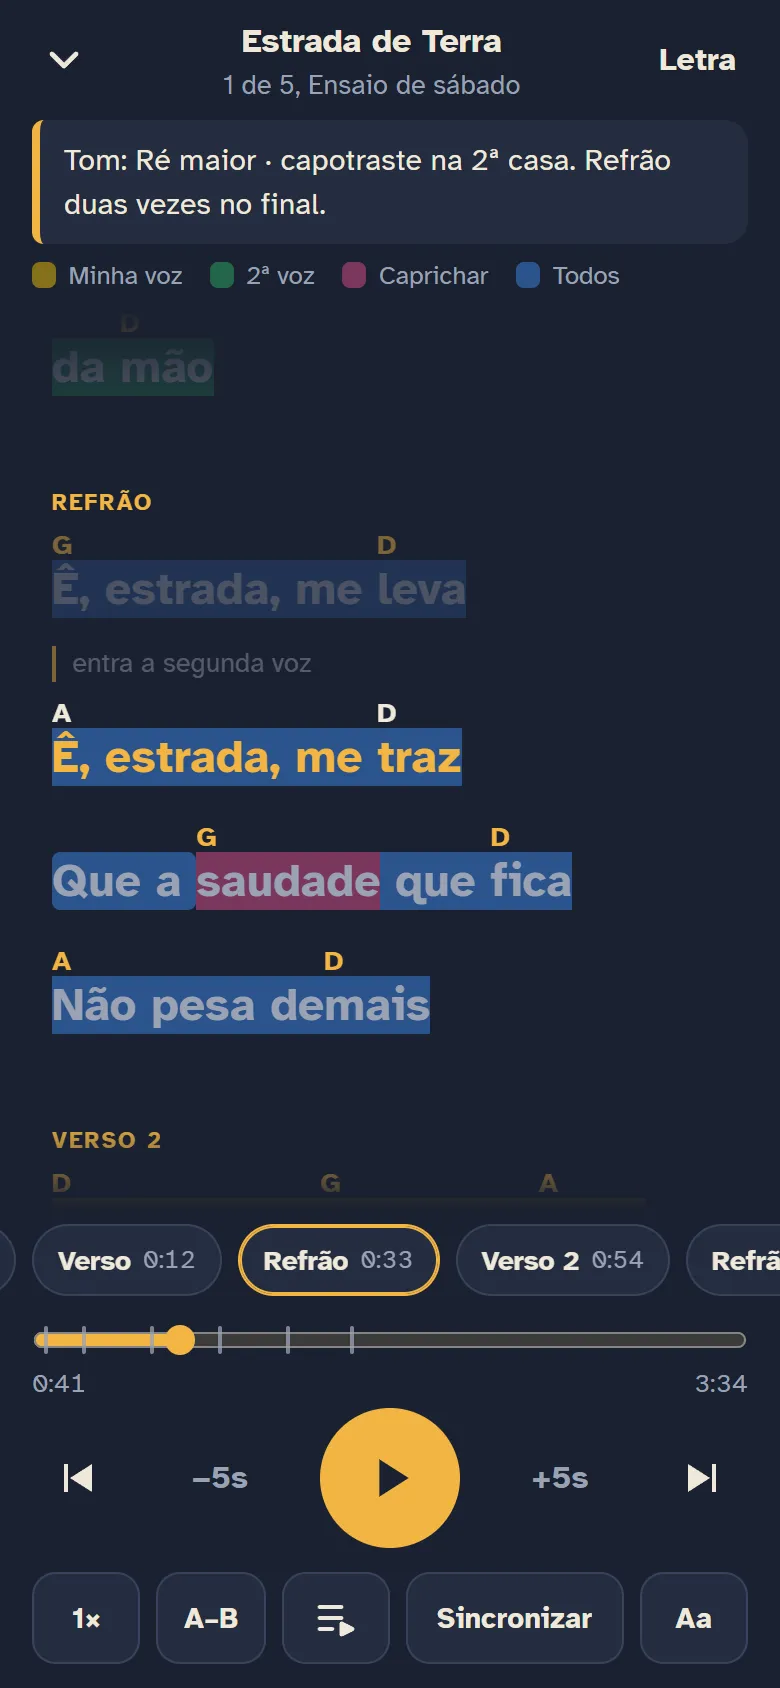 Estrada de Terra
1 de 5, Ensaio de sábado
Letra
Tom: Ré maior · capotraste na 2ª casa. Refrão
duas vezes no final.
Minha voz 2ª voz Caprichar Todos
D
da mão
REFRÃO
G D
Ê, estrada, me leva
entra a segunda voz
A D
Ê, estrada, me traz
G D
Que a saudade que fica
A D
Não pesa demais
VERSO 2
D G A
Verso 0:12 Refrão 0:33 Verso 2 0:54 Refrã
0:41 3:34
−5s +5s
1× A–B Sincronizar Aa